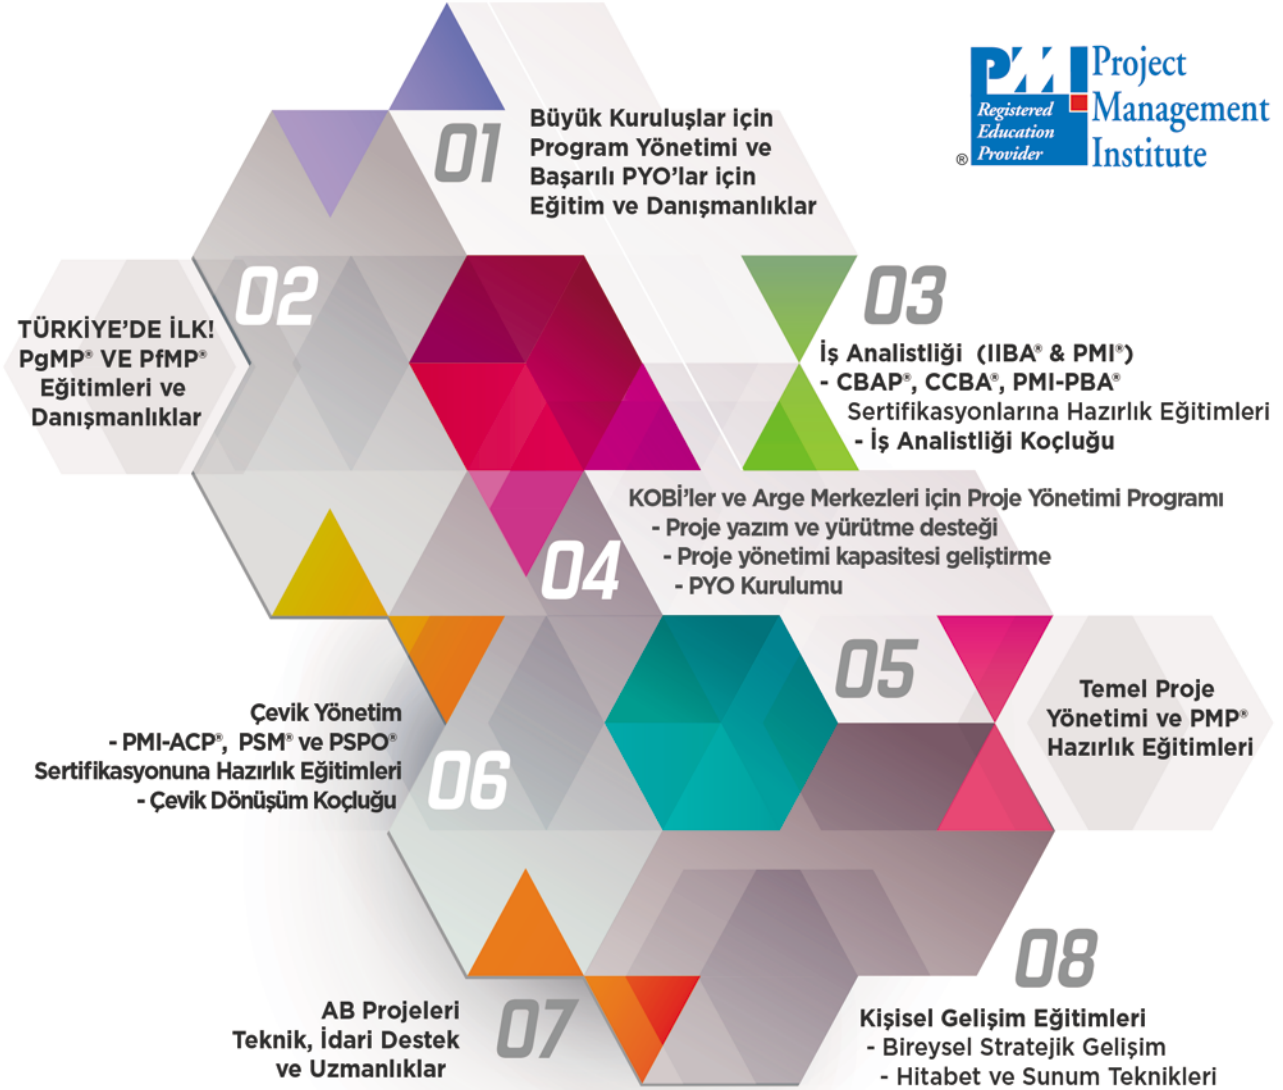 PMI
Registered
Education
Provider
®
Project
Management
Institute
01
Büyük Kuruluşlar için
Program Yönetimi ve
Başarılı PYO'lar için
Eğitim ve Danışmanlıklar
02
TÜRKİYE'DE İLK!
PgMP® VE PfMP®
Eğitimleri ve
Danışmanlıklar
03
İş Analistliği (IIBA® & PMI®)
- CBAP®, CCBA®, PMI-PBA®
Sertifikasyonlarına Hazırlık Eğitimleri
- İş Analistliği Koçluğu
04
KOBİ'ler ve Arge Merkezleri için Proje Yönetimi Programı
- Proje yazım ve yürütme desteği
- Proje yönetimi kapasitesi geliştirme
- PYO Kurulumu
05
Temel Proje
Yönetimi ve PMP®
Hazırlık Eğitimleri
06
Çevik Yönetim
- PMI-ACP®, PSM® ve PSPO®
Sertifikasyonuna Hazırlık Eğitimleri
- Çevik Dönüşüm Koçluğu
07
AB Projeleri
Teknik, İdari Destek
ve Uzmanlıklar
08
Kişisel Gelişim Eğitimleri
- Bireysel Stratejik Gelişim
- Hitabet ve Sunum Teknikleri